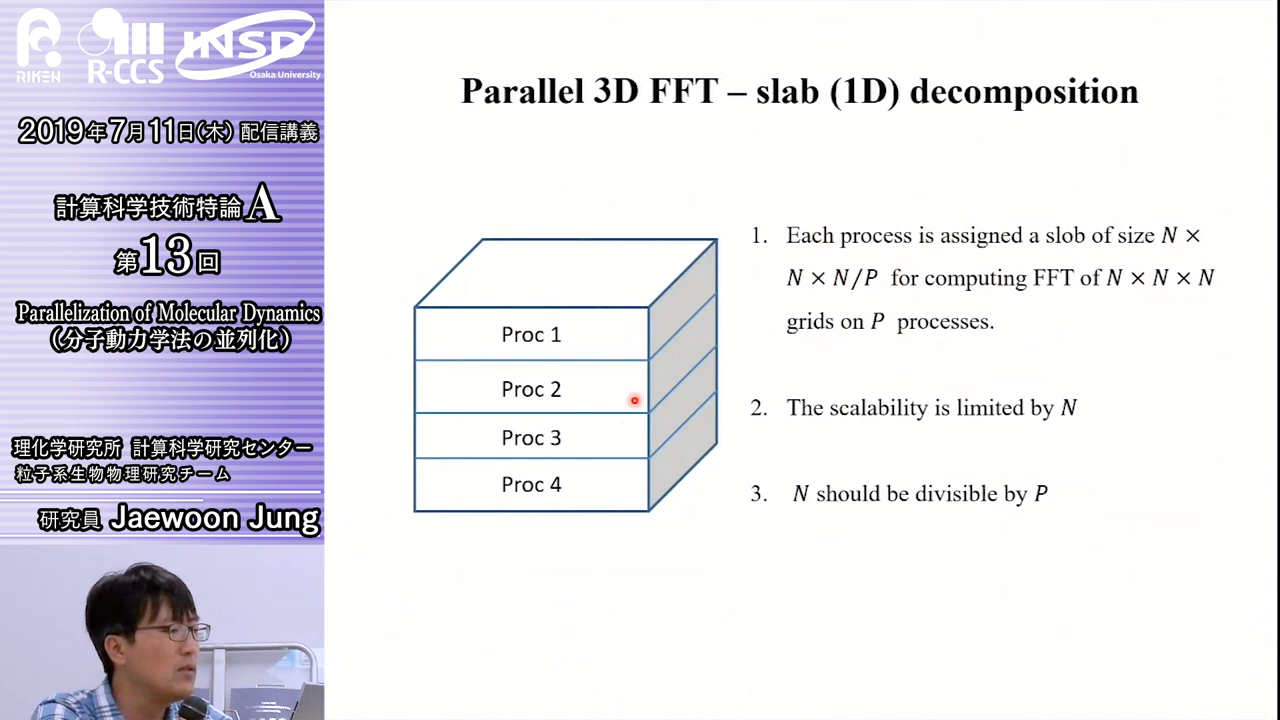 RIKEN
R-CCS
INSD
Osaka University
2019年7月11日(木) 配信講義
計算科学技術特論A
第13回
Parallelization of Molecular Dynamics
(分子動力学法の並列化)
理化学研究所 計算科学研究センター
粒子系生物物理研究チーム
研究員 Jaewoon Jung
Parallel 3D FFT – slab (1D) decomposition
Proc 1
Proc 2
Proc 3
Proc 4
1. Each process is assigned a slob of size N ×
N × N/P for computing FFT of N × N × N
grids on P processes.
2. The scalability is limited by N
3. N should be divisible by P